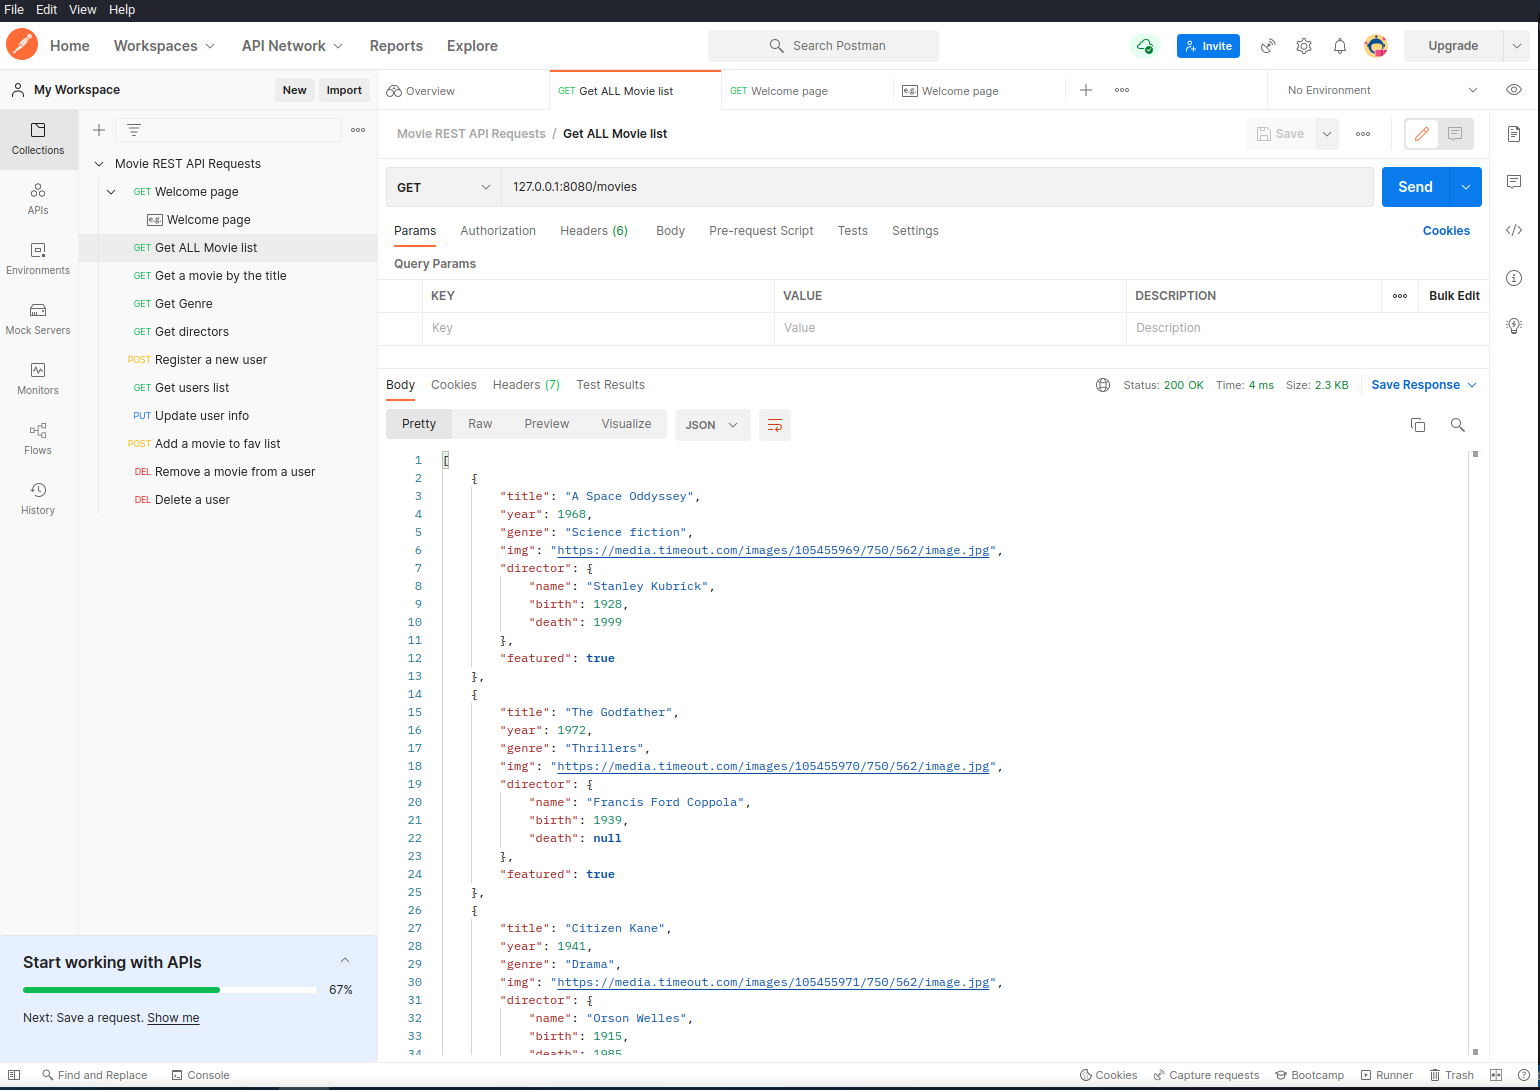 File Edit View Help
Home Workspaces API Network Reports Explore Search Postman Invite Upgrade
My Workspace New Import Overview GET Get ALL Movie list GET Welcome page e.g. Welcome page No Environment
Collections
APIs
Environments
Mock Servers
Monitors
Flows
History
Movie REST API Requests
GET Welcome page
e.g. Welcome page
GET Get ALL Movie list
GET Get a movie by the title
GET Get Genre
GET Get directors
POST Register a new user
GET Get users list
PUT Update user info
POST Add a movie to fav list
DEL Remove a movie from a user
DEL Delete a user
Start working with APIs
67%
Next: Save a request. Show me
Movie REST API Requests / Get ALL Movie list Save
GET 127.0.0.1:8080/movies Send
Params Authorization Headers (6) Body Pre-request Script Tests Settings Cookies
Query Params
KEY VALUE DESCRIPTION Bulk Edit
Key Value Description
Body Cookies Headers (7) Test Results Status: 200 OK Time: 4 ms Size: 2.3 KB Save Response
Pretty Raw Preview Visualize JSON
1 [
2 {
3 "title": "A Space Oddyssey",
4 "year": 1968,
5 "genre": "Science fiction",
6 "img": "https://media.timeout.com/images/105455969/750/562/image.jpg",
7 "director": {
8 "name": "Stanley Kubrick",
9 "birth": 1928,
10 "death": 1999
11 },
12 "featured": true
13 },
14 {
15 "title": "The Godfather",
16 "year": 1972,
17 "genre": "Thrillers",
18 "img": "https://media.timeout.com/images/105455970/750/562/image.jpg",
19 "director": {
20 "name": "Francis Ford Coppola",
21 "birth": 1939,
22 "death": null
23 },
24 "featured": true
25 },
26 {
27 "title": "Citizen Kane",
28 "year": 1941,
29 "genre": "Drama",
30 "img": "https://media.timeout.com/images/105455971/750/562/image.jpg",
31 "director": {
32 "name": "Orson Welles",
33 "birth": 1915,
34 "death": 1985
Find and Replace Console Cookies Capture requests Bootcamp Runner Trash